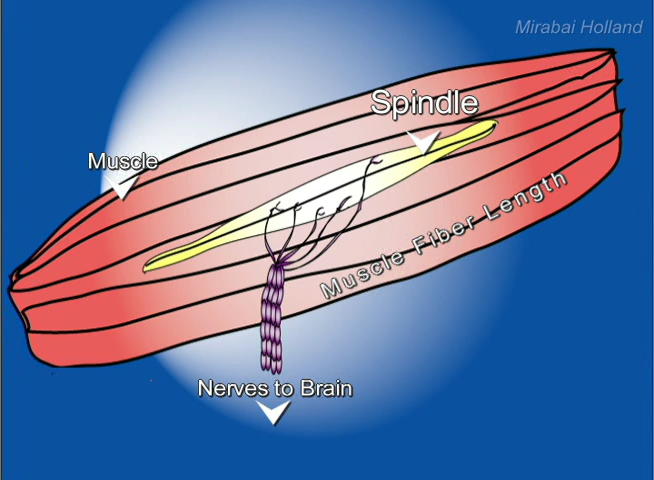 Mirabai Holland
Spindle
Muscle
Muscle Fiber Length
Nerves to Brain